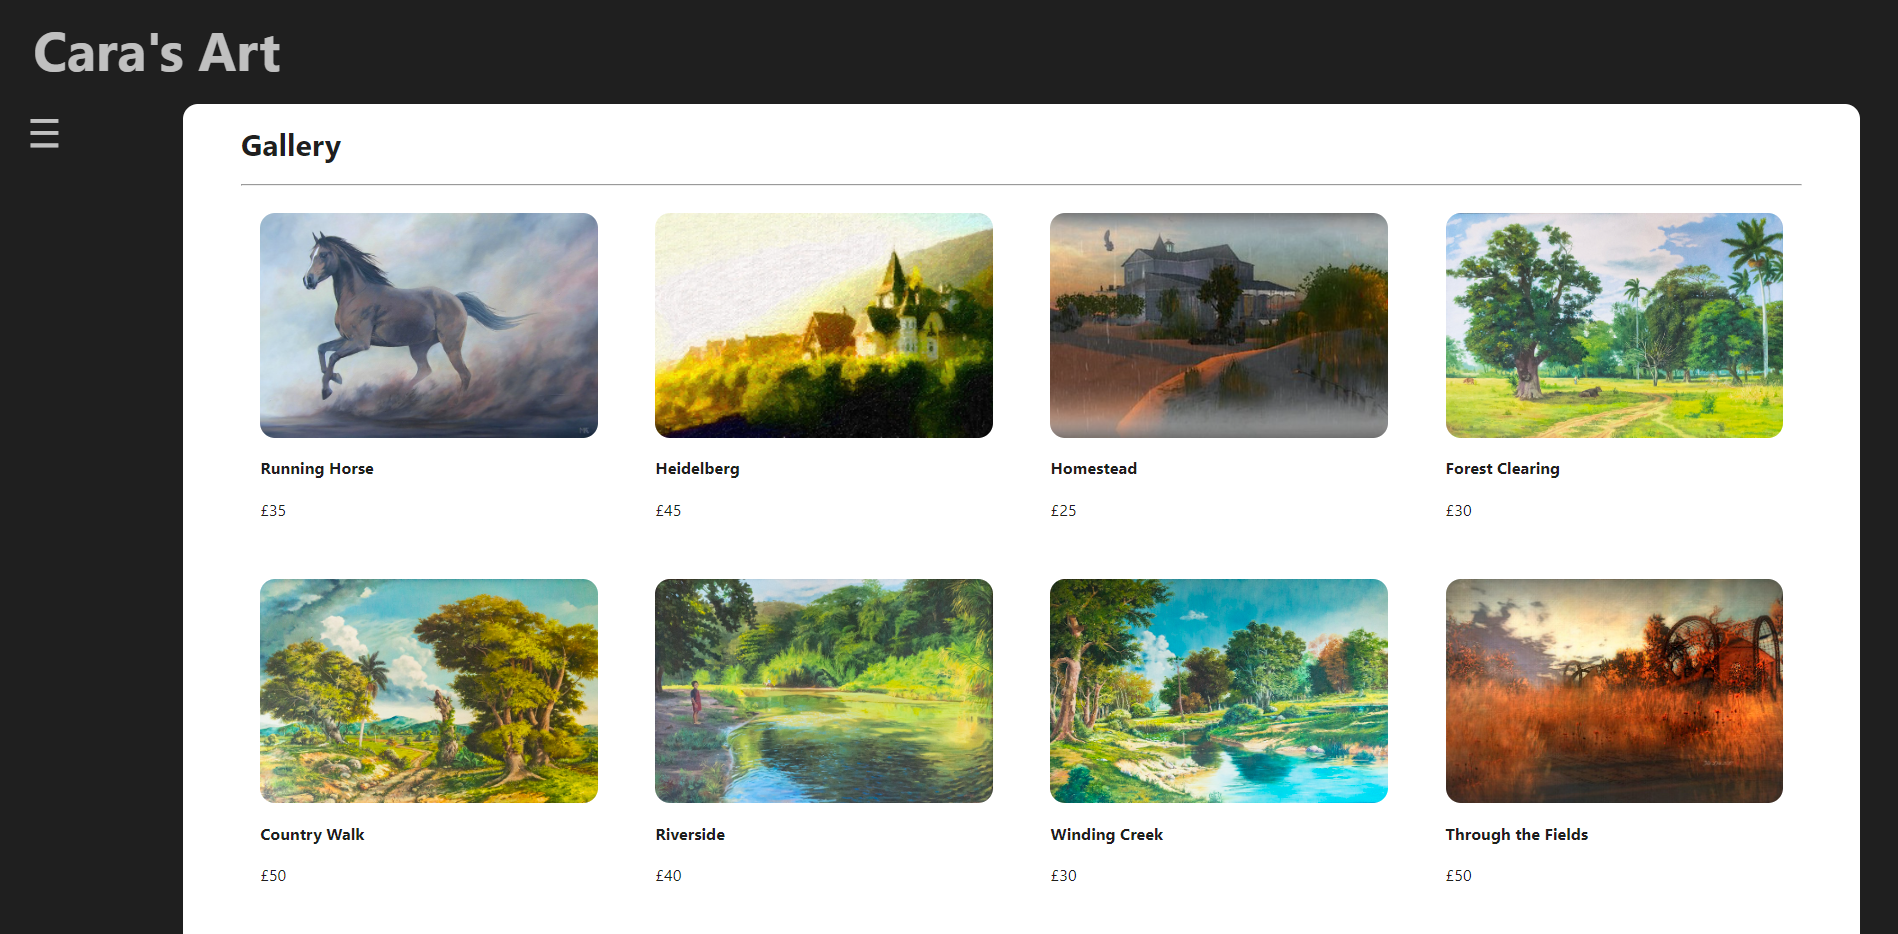 Cara's Art
Gallery
Running Horse
Heidelberg
Homestead
Forest Clearing
£35
£45
£25
£30
Country Walk
Riverside
Winding Creek
Through the Fields
£50
£40
£30
£50